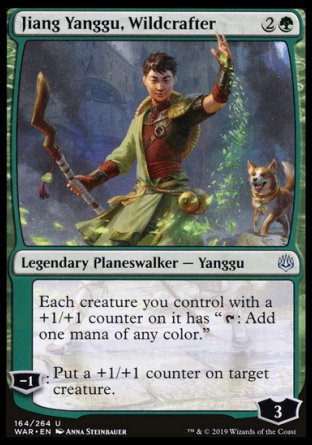 Jiang Yanggu, Wildcrafter 2
Legendary Planeswalker — Yanggu
Each creature you control with a
+1/+1 counter on it has “: Add
one mana of any color.”
-1 :Put a +1/+1 counter on target
creature.
3
164/264 U
WAR • EN Anna Steinbauer
™ & © 2019 Wizards of the Coast